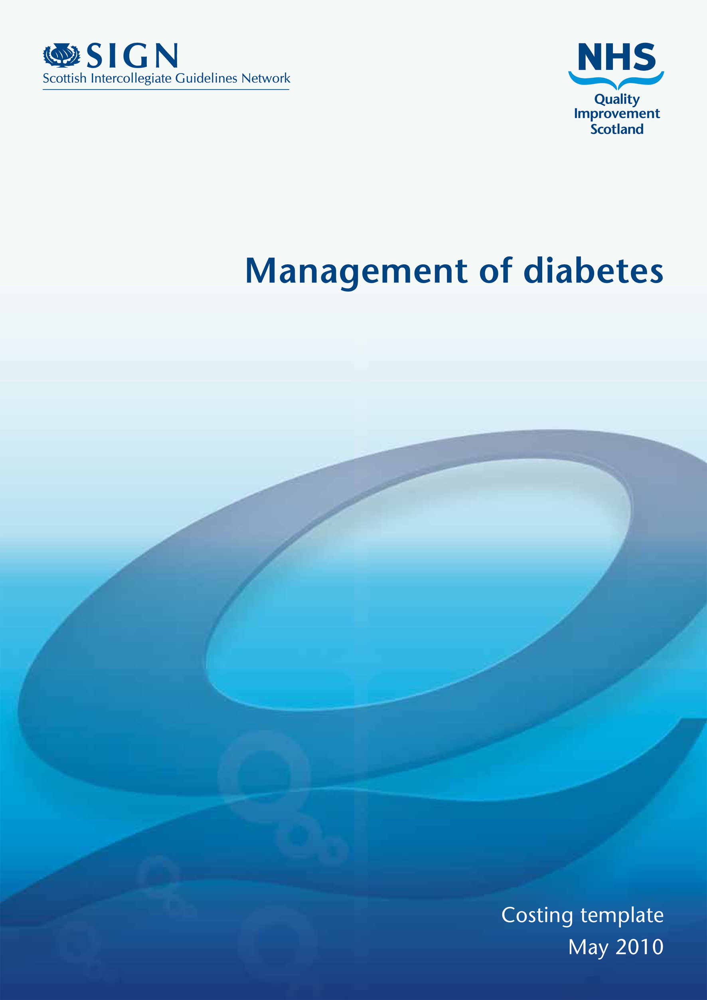 SIGN
Scottish Intercollegiate Guidelines Network
NHS
Quality
Improvement
Scotland
Management of diabetes
Costing template
May 2010